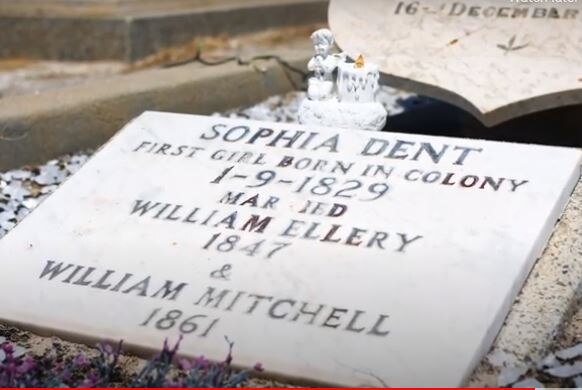 16TH DECEMBER
SOPHIA DENT
FIRST GIRL BORN IN COLONY
1-9-1829
MAR IED
WILLIAM ELLERY
1847
&
WILLIAM MITCHELL
1861